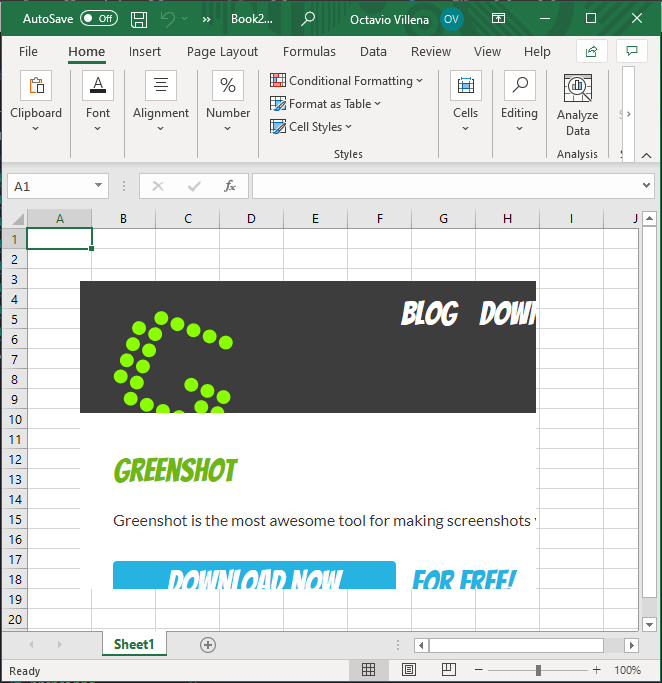 AutoSave Off Book2... Octavio Villena OV
File Home Insert Page Layout Formulas Data Review View Help
Clipboard Font Alignment % Number
Conditional Formatting
Format as Table
Cell Styles
Styles
Cells Editing Analyze Data
Analysis
A1 fx
A B C D E F G H I J
1
2
3
4
5
6
7
8
9
10
11
12
13
14
15
16
17
18
19
20
BLOG DOWN
GREENSHOT
Greenshot is the most awesome tool for making screenshots
DOWNLOAD NOW FOR FREE!
Sheet1
Ready 100%